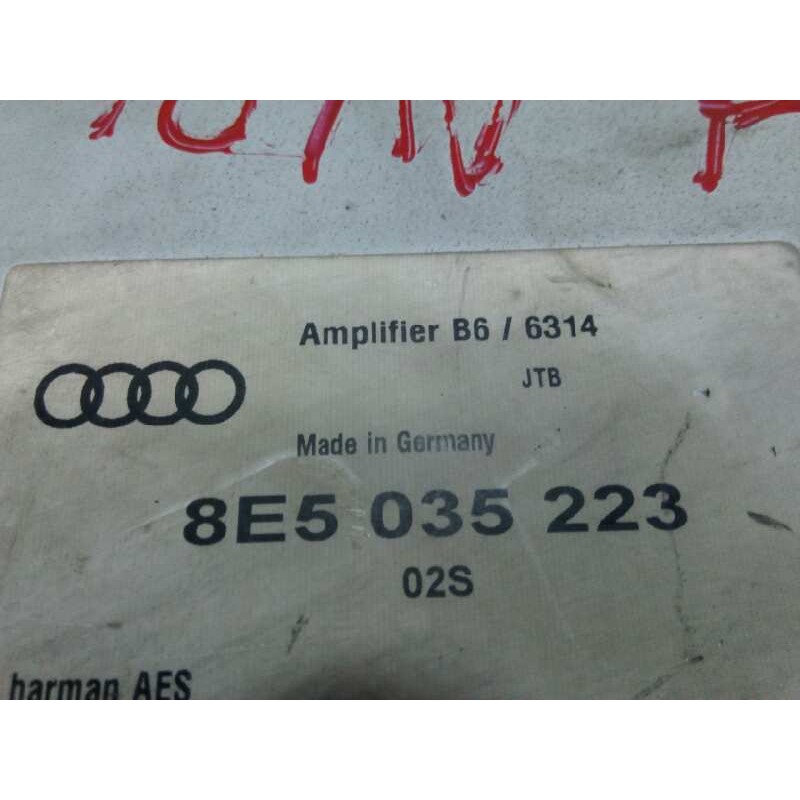 Amplifier B6 / 6314
JTB
Made in Germany
8E5 035 223
02S
harman AES